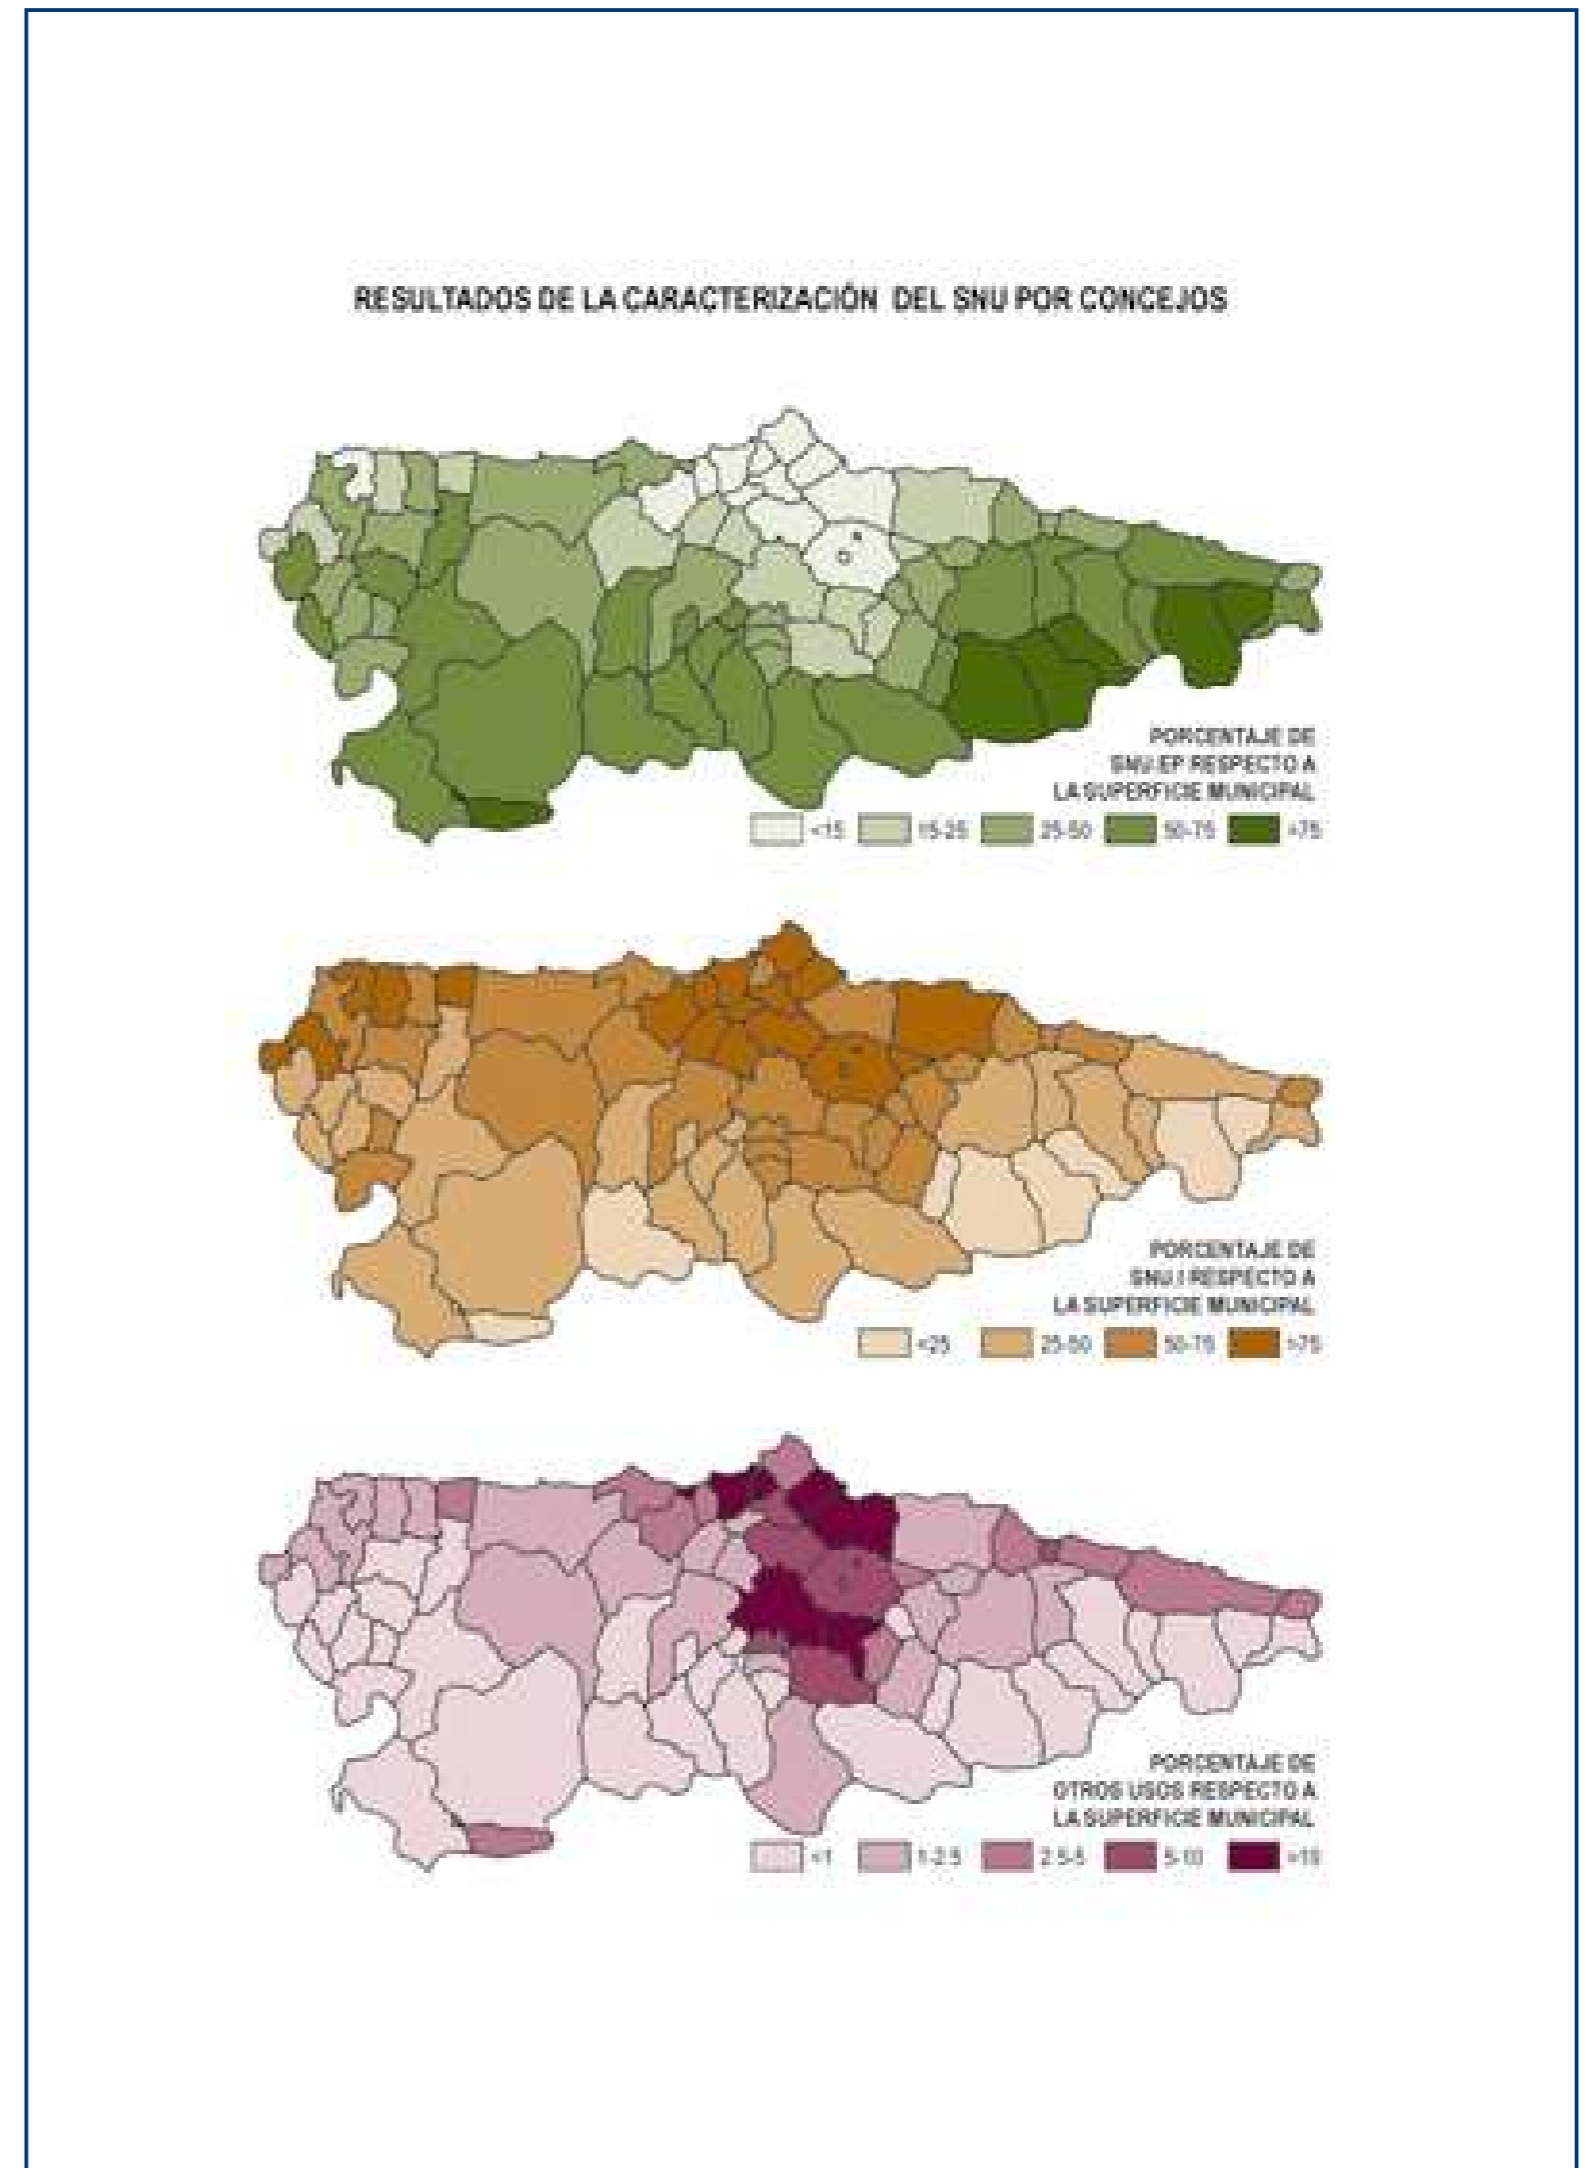 RESULTADOS DE LA CARACTERIZACIÓN DEL SNU POR CONCEJOS
PORCENTAJE DE
SNU.EP RESPECTO A
LA SUPERFICIE MUNICIPAL
<15 15-25 25-50 50-75 >75
PORCENTAJE DE
SNU.I RESPECTO A
LA SUPERFICIE MUNICIPAL
<25 25-50 50-75 >75
PORCENTAJE DE
OTROS USOS RESPECTO A
LA SUPERFICIE MUNICIPAL
<1 1-2.5 2.5-5 5-10 >10